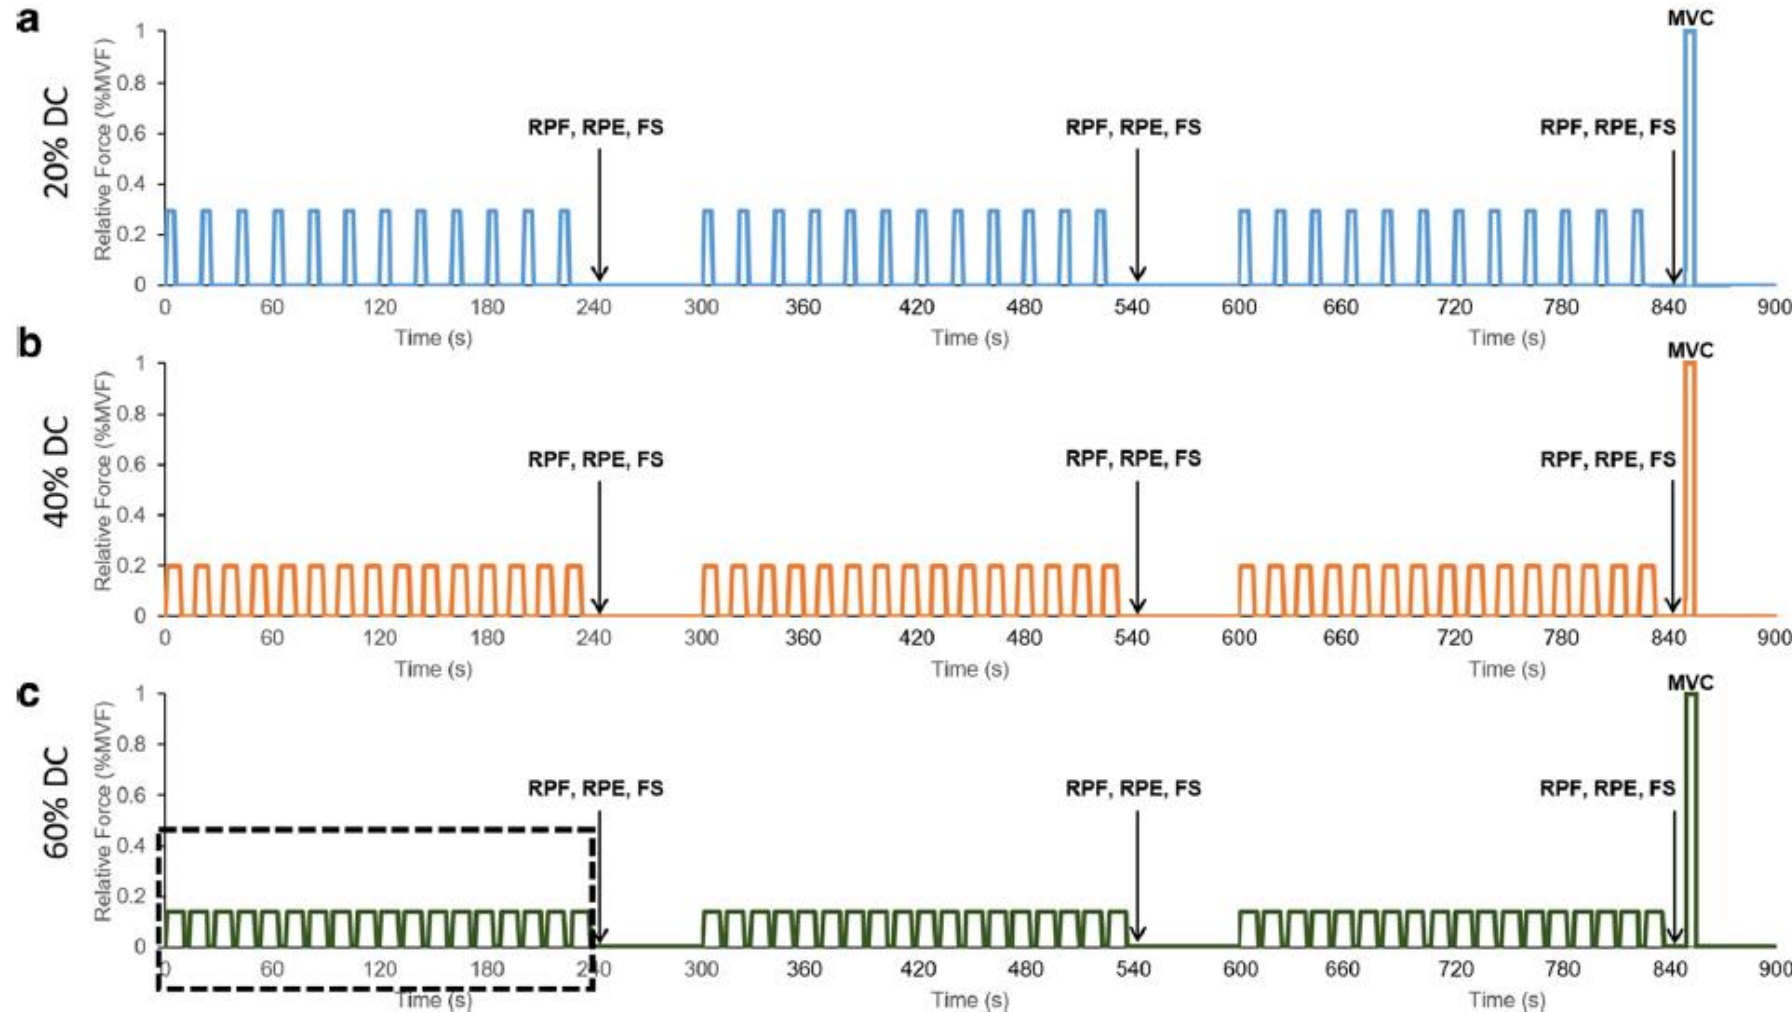 a
20% DC
Relative Force (%MVF)
1
0.8
0.6
0.4
0.2
0
RPF, RPE, FS
RPF, RPE, FS
RPF, RPE, FS
MVC
0 60 120 180 240 300 360 420 480 540 600 660 720 780 840 900
Time (s) Time (s) Time (s)
b
40% DC
Relative Force (%MVF)
1
0.8
0.6
0.4
0.2
0
RPF, RPE, FS
RPF, RPE, FS
RPF, RPE, FS
MVC
0 60 120 180 240 300 360 420 480 540 600 660 720 780 840 900
Time (s) Time (s) Time (s)
c
60% DC
Relative Force (%MVF)
1
0.8
0.6
0.4
0.2
0
RPF, RPE, FS
RPF, RPE, FS
RPF, RPE, FS
MVC
0 60 120 180 240 300 360 420 480 540 600 660 720 780 840 900
Time (s) Time (s) Time (s)